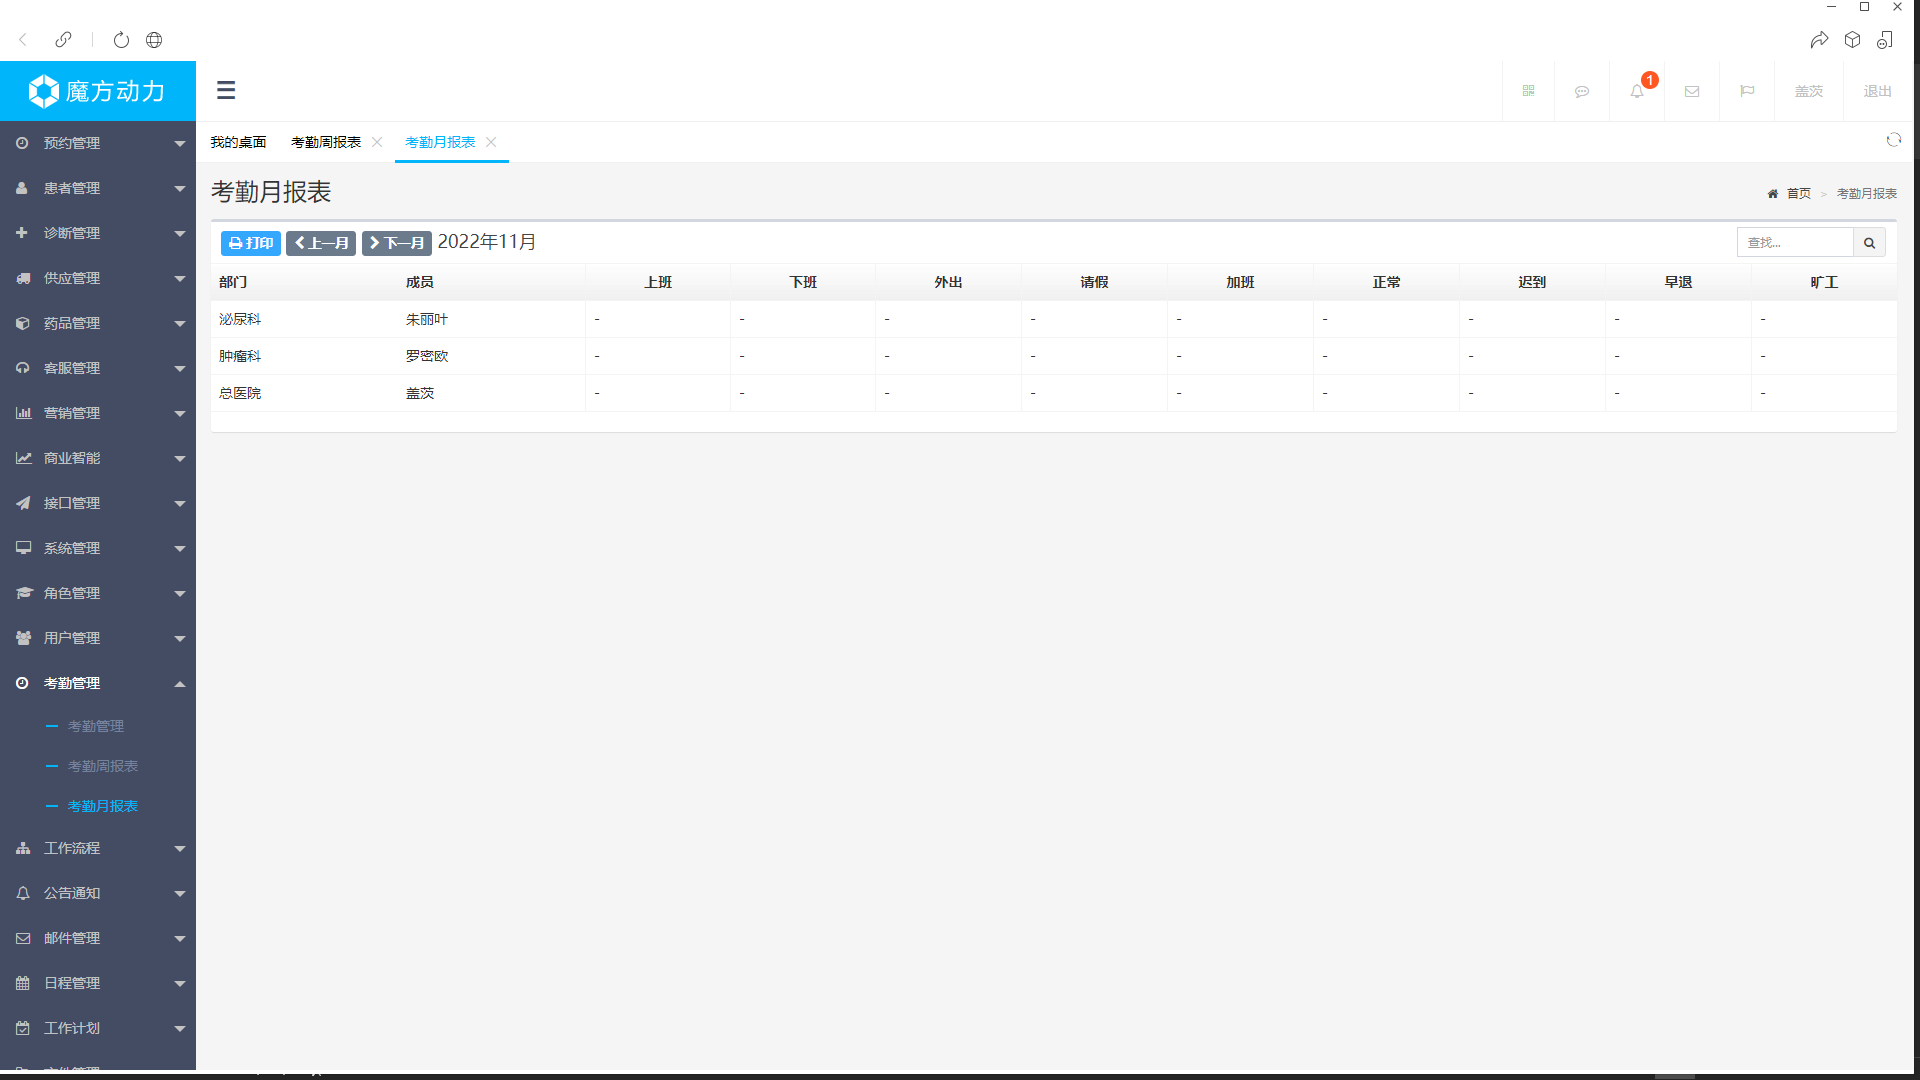 魔方动力
1
盖茨
退出
预约管理
患者管理
诊断管理
供应管理
药品管理
客服管理
营销管理
商业智能
接口管理
系统管理
角色管理
用户管理
考勤管理
考勤管理
考勤周报表
考勤月报表
工作流程
公告通知
邮件管理
日程管理
工作计划
我的桌面 考勤周报表 考勤月报表
考勤月报表
首页 > 考勤月报表
打印 上一月 下一月 2022年11月 查找...
部门 成员 上班 下班 外出 请假 加班 正常 迟到 早退 旷工
泌尿科 朱丽叶 - - - - - - - - -
肿瘤科 罗密欧 - - - - - - - - -
总医院 盖茨 - - - - - - - - -